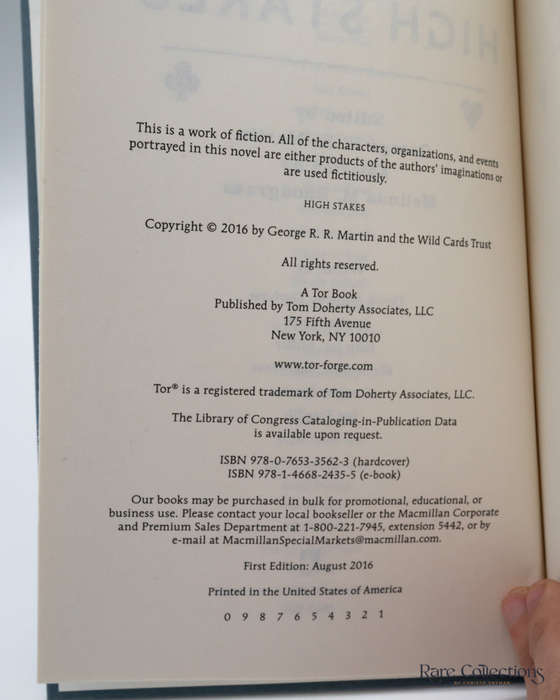 HIGH STAKES
This is a work of fiction. All of the characters, organizations, and events
portrayed in this novel are either products of the authors' imaginations or
are used fictitiously.
HIGH STAKES
Copyright © 2016 by George R. R. Martin and the Wild Cards Trust
All rights reserved.
A Tor Book
Published by Tom Doherty Associates, LLC
175 Fifth Avenue
New York, NY 10010
www.tor-forge.com
Tor® is a registered trademark of Tom Doherty Associates, LLC.
The Library of Congress Cataloging-in-Publication Data
is available upon request.
ISBN 978-0-7653-3562-3 (hardcover)
ISBN 978-1-4668-2435-5 (e-book)
Our books may be purchased in bulk for promotional, educational, or
business use. Please contact your local bookseller or the Macmillan Corporate
and Premium Sales Department at 1-800-221-7945, extension 5442, or by
e-mail at MacmillanSpecialMarkets@macmillan.com.
First Edition: August 2016
Printed in the United States of America
0 9 8 7 6 5 4 3 2 1
Rare Collections